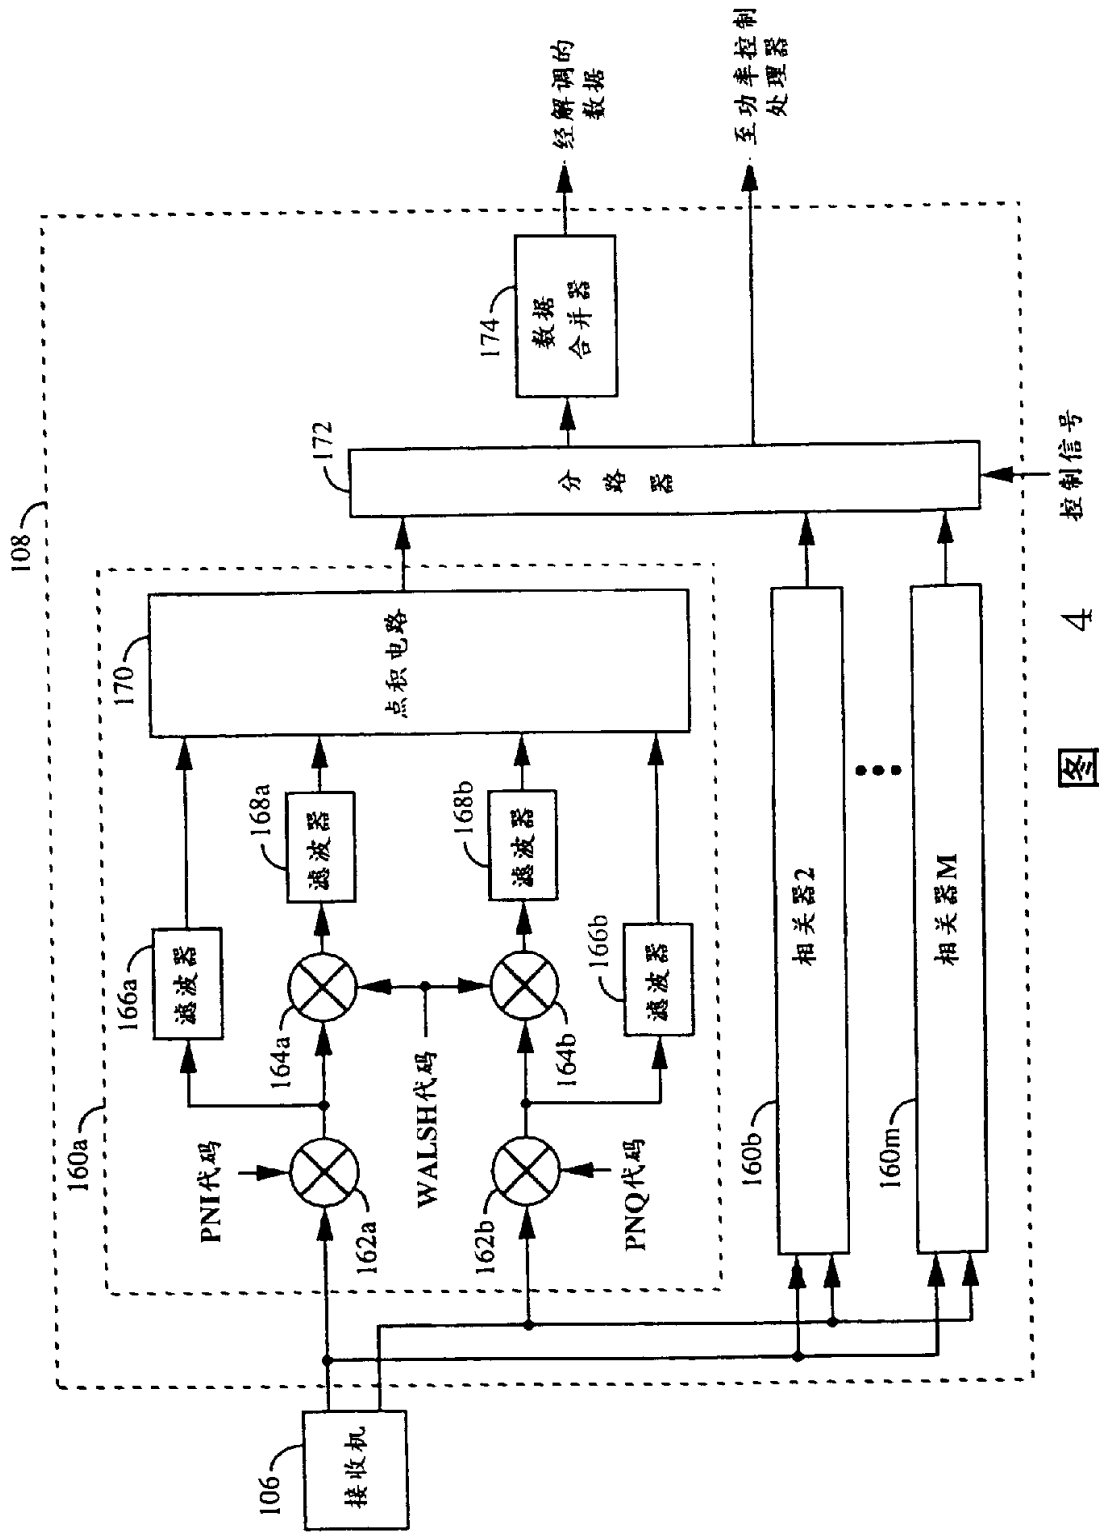 108
160a
170
172
174
数据
合并器
经解调的
数据
至功率控制
处理器
166a
滤波器
168a
滤波器
PNI代码
164a
162a
点积电路
分路器
WALSH代码
168b
滤波器
164b
162b
166b
滤波器
PNQ代码
106
接收机
160b
相关器2
160m
相关器M
控制信号
图 4